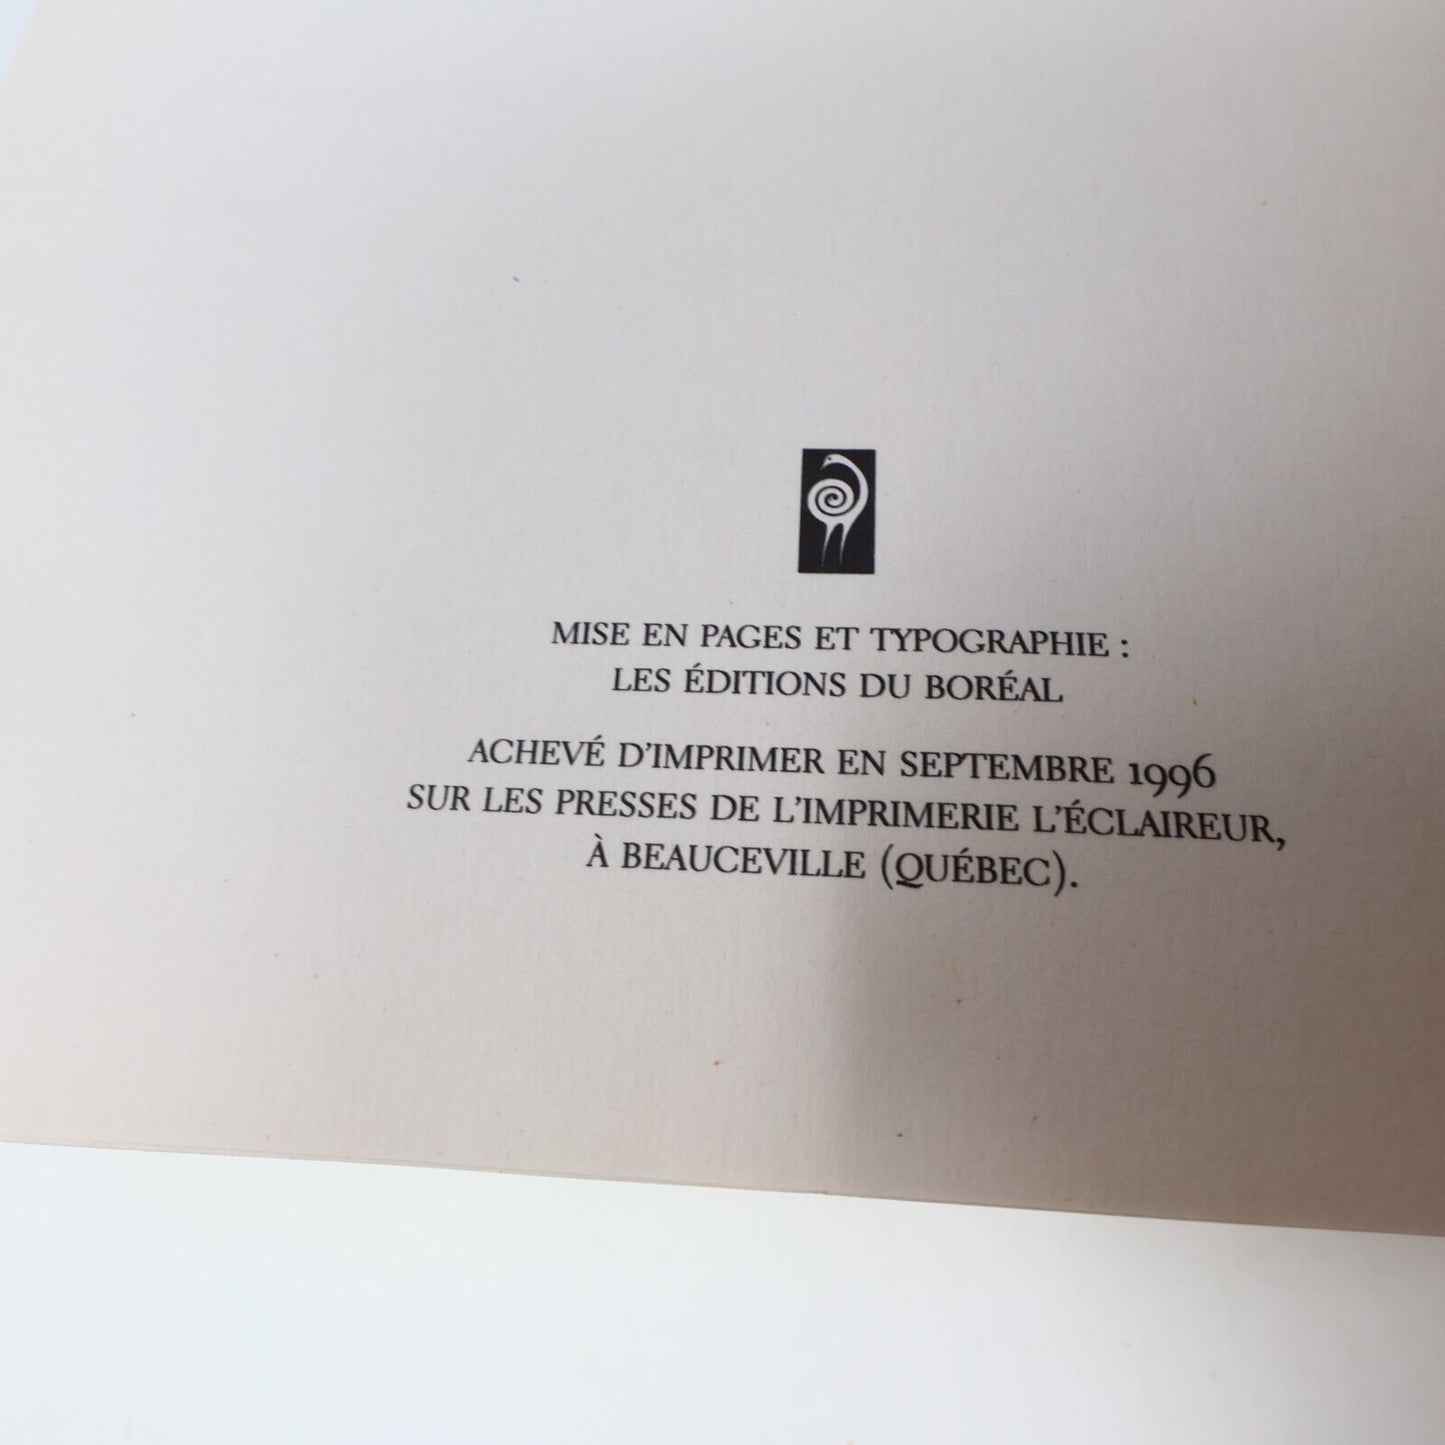 MISE EN PAGES ET TYPOGRAPHIE :
LES ÉDITIONS DU BORÉAL
ACHEVÉ D'IMPRIMER EN SEPTEMBRE 1996
SUR LES PRESSES DE L'IMPRIMERIE L'ÉCLAIREUR,
À BEAUCEVILLE (QUÉBEC).